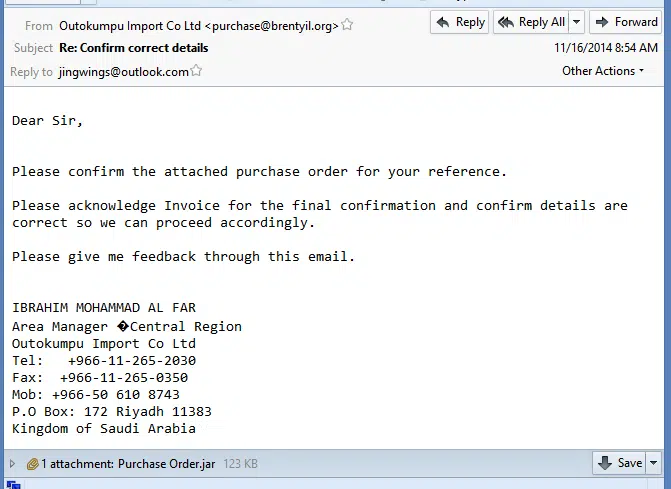 From Outokumpu Import Co Ltd <purchase@brentyil.org>
Reply
Reply All
Forward
Subject Re: Confirm correct details
11/16/2014 8:54 AM
Reply to jingwings@outlook.com
Other Actions
Dear Sir,
Please confirm the attached purchase order for your reference.
Please acknowledge Invoice for the final confirmation and confirm details are
correct so we can proceed accordingly.
Please give me feedback through this email.
IBRAHIM MOHAMMAD AL FAR
Area Manager �Central Region
Outokumpu Import Co Ltd
Tel: +966-11-265-2030
Fax: +966-11-265-0350
Mob: +966-50 610 8743
P.O Box: 172 Riyadh 11383
Kingdom of Saudi Arabia
1 attachment: Purchase Order.jar 123 KB
Save